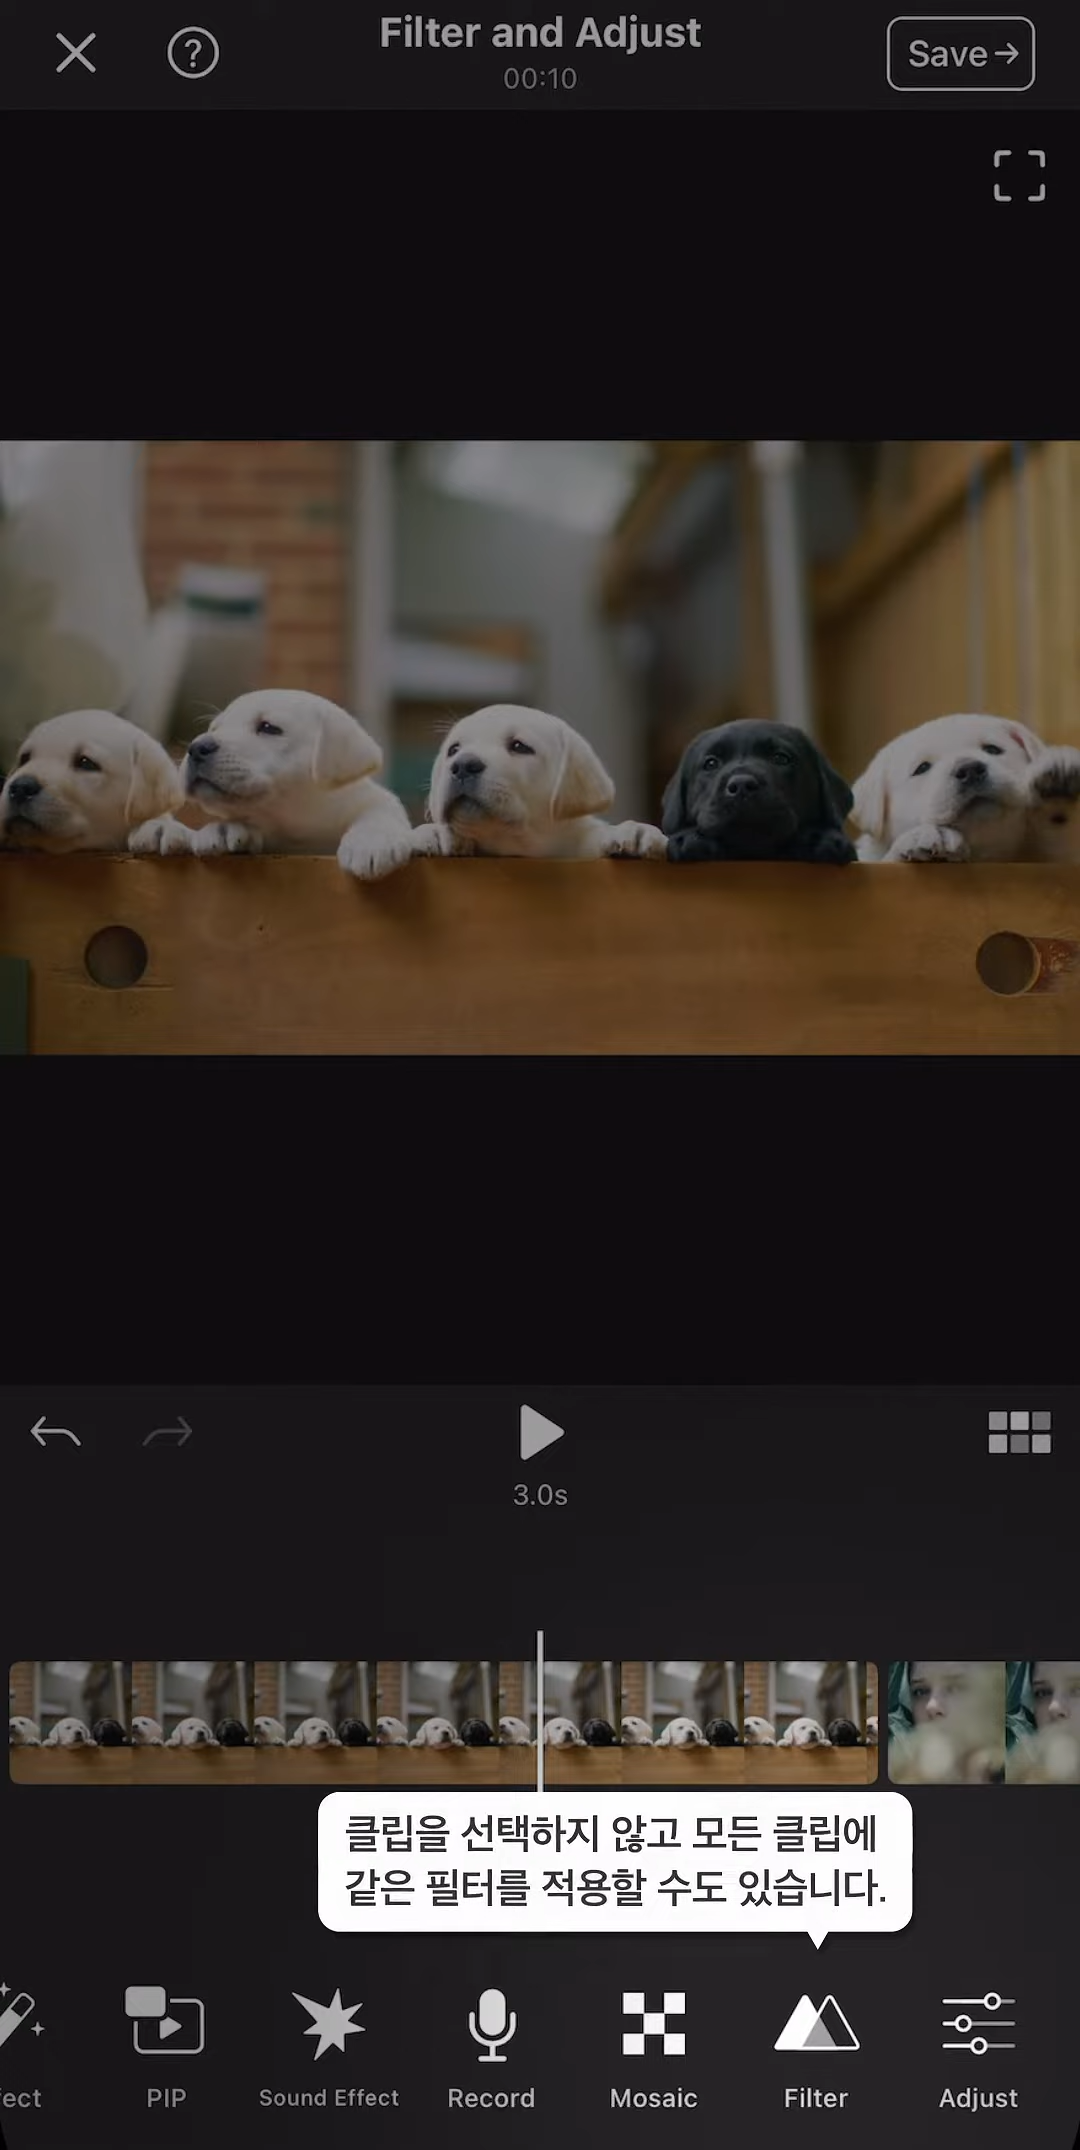 Filter and Adjust
00:10
Save
3.0s
클립을 선택하지 않고 모든 클립에
같은 필터를 적용할 수도 있습니다.
ect
PIP
Sound Effect
Record
Mosaic
Filter
Adjust